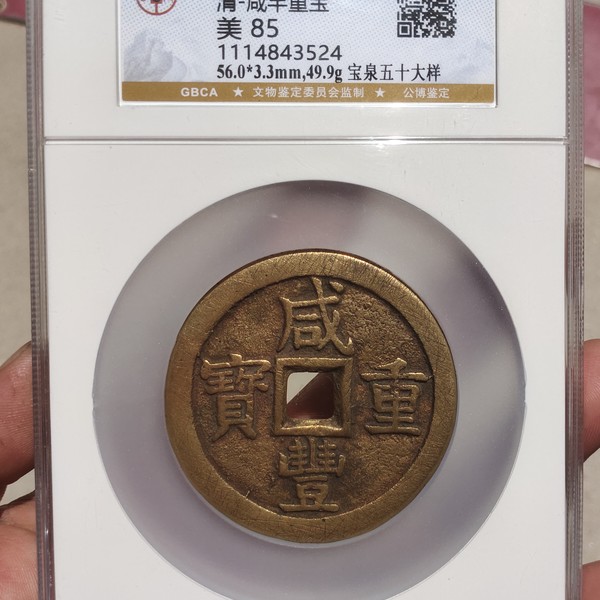 清-咸丰重宝
美 85
1114843524
56.0*3.3mm,49.9g 宝泉五十大样
GBCA ★ 文物鉴定委员会监制 ★ 公博鉴定
咸豐重寶